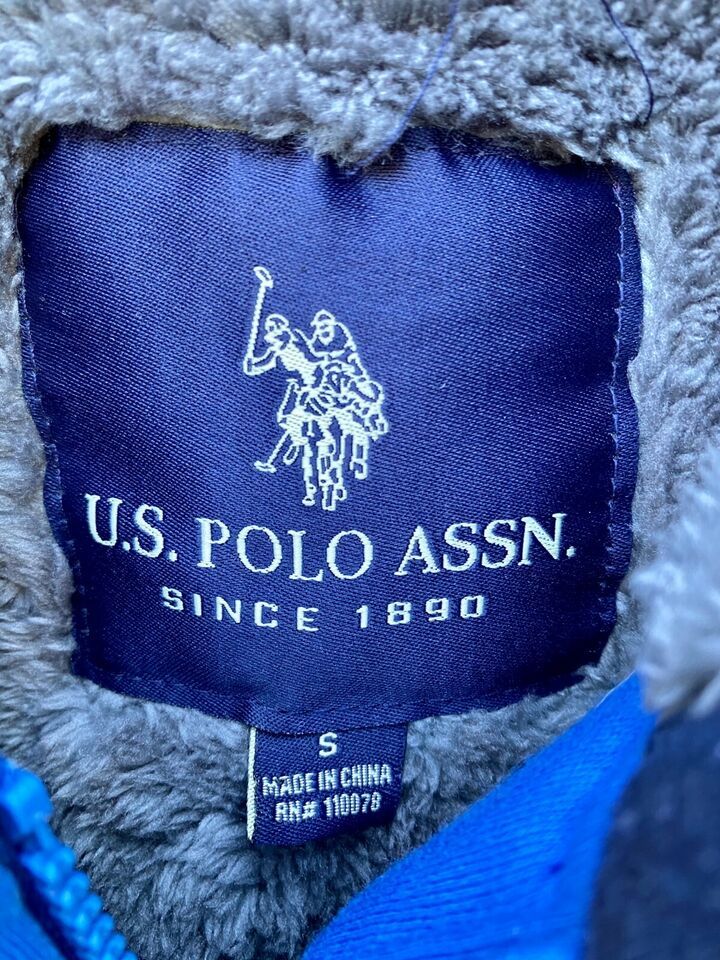 U.S. POLO ASSN.
SINCE 1890
S
MADE IN CHINA
RN# 110078